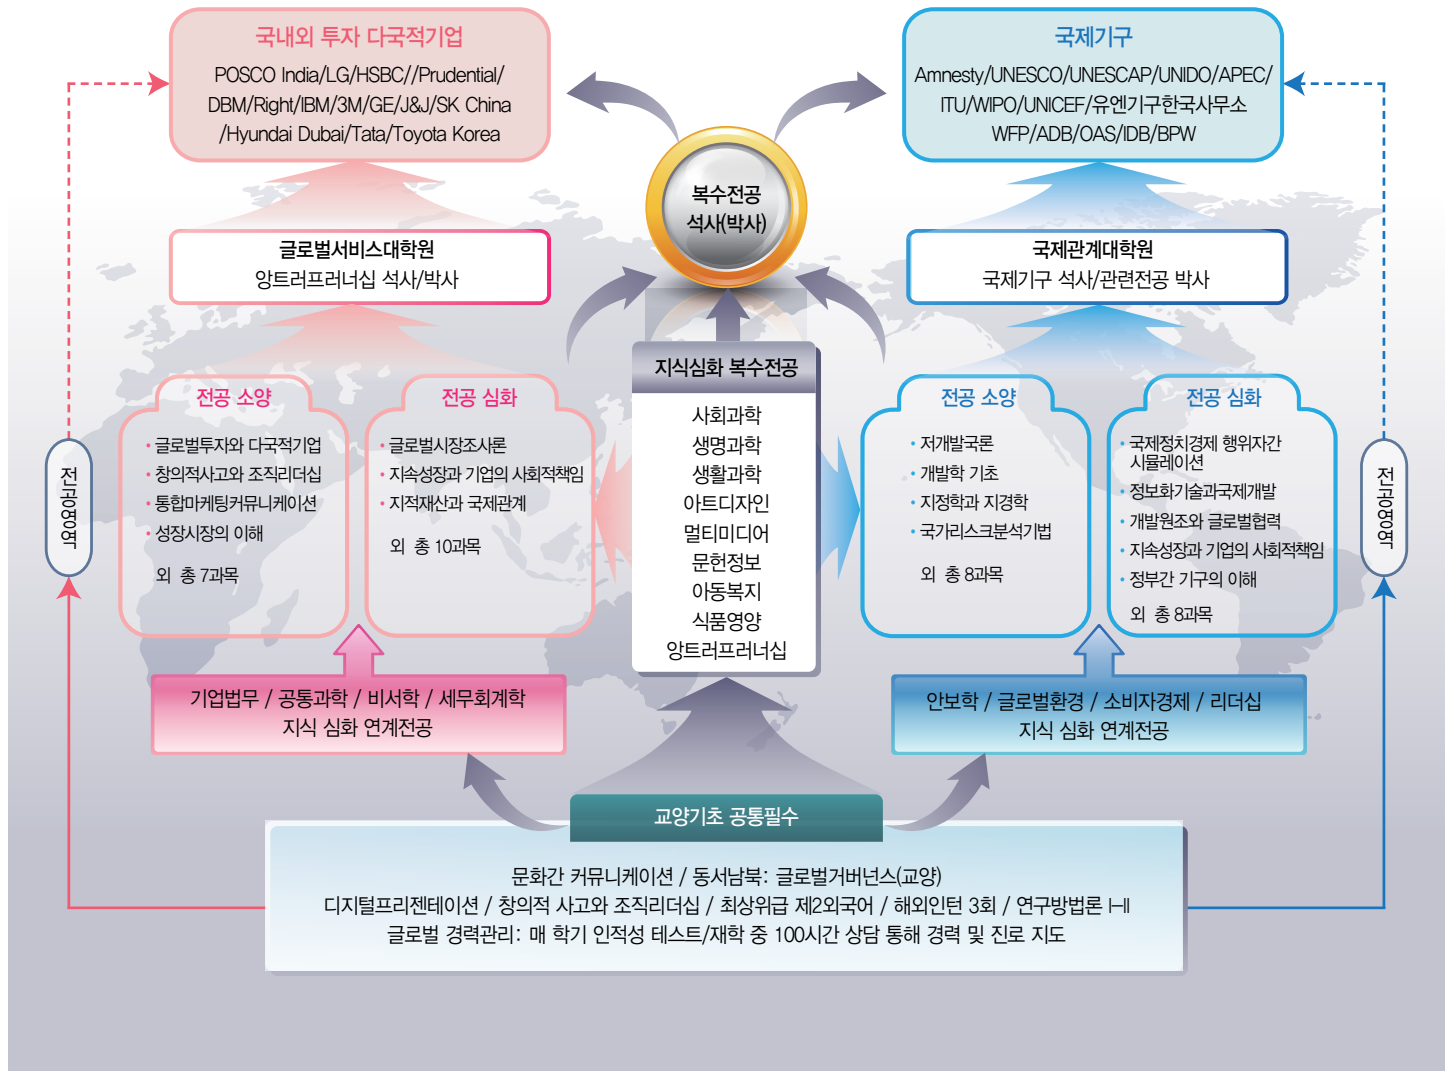 국내외 투자 다국적기업
POSCO India/LG/HSBC//Prudential/
DBM/Right/IBM/3M/GE/J&J/SK China
/Hyundai Dubai/Tata/Toyota Korea
국제기구
Amnesty/UNESCO/UNESCAP/UNIDO/APEC/
ITU/WIPO/UNICEF/유엔기구한국사무소
WFP/ADB/OAS/IDB/BPW
복수전공
석사(박사)
글로벌서비스대학원
앙트러프러너십 석사/박사
국제관계대학원
국제기구 석사/관련전공 박사
전공영역
전공 소양
• 글로벌투자와 다국적기업
• 창의적사고와 조직리더십
• 통합마케팅커뮤니케이션
• 성장시장의 이해
외 총 7과목
전공 심화
• 글로벌시장조사론
• 지속성장과 기업의 사회적책임
• 지적재산과 국제관계
외 총 10과목
지식심화 복수전공
사회과학
생명과학
생활과학
아트디자인
멀티미디어
문헌정보
아동복지
식품영양
앙트러프러너십
전공 소양
• 저개발국론
• 개발학 기초
• 지정학과 지경학
• 국가리스크분석기법
외 총 8과목
전공 심화
• 국제정치경제 행위자간
시뮬레이션
• 정보화기술과국제개발
• 개발원조와 글로벌협력
• 지속성장과 기업의 사회적책임
• 정부간 기구의 이해
외 총 8과목
전공영역
기업법무 / 공통과학 / 비서학 / 세무회계학
지식 심화 연계전공
안보학 / 글로벌환경 / 소비자경제 / 리더십
지식 심화 연계전공
교양기초 공통필수
문화간 커뮤니케이션 / 동서남북: 글로벌거버넌스(교양)
디지털프리젠테이션 / 창의적 사고와 조직리더십 / 최상위급 제2외국어 / 해외인턴 3회 / 연구방법론 I-II
글로벌 경력관리: 매 학기 인적성 테스트/재학 중 100시간 상담 통해 경력 및 진로 지도